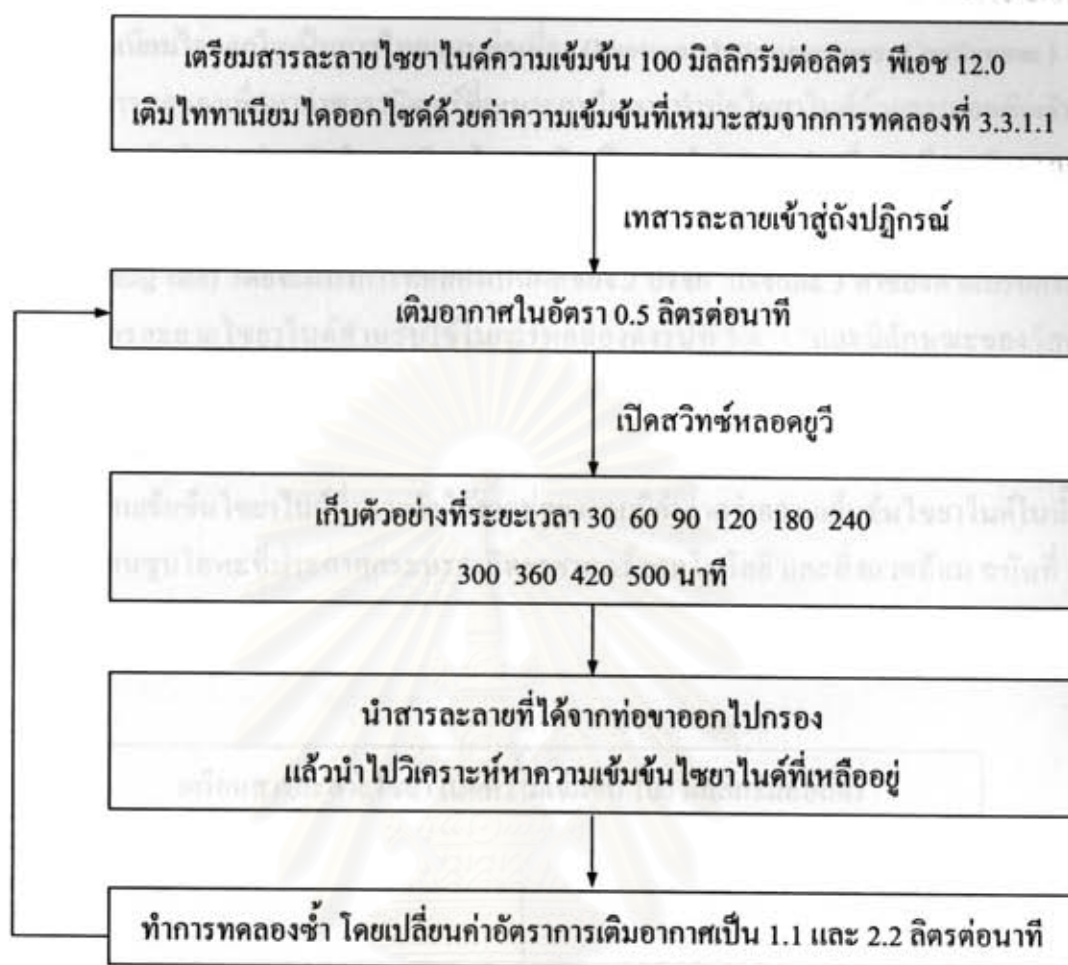 เตรียมสารละลายไซยาไนด์ความเข้มข้น 100 มิลลิกรัมต่อลิตร พีเอช 12.0
เติมไททาเนียมไดออกไซด์ด้วยค่าความเข้มข้นที่เหมาะสมจากการทดลองที่ 3.3.1.1
เทสารละลายเข้าสู่ถังปฏิกรณ์
เติมอากาศในอัตรา 0.5 ลิตรต่อนาที
เปิดสวิทซ์หลอดยูวี
เก็บตัวอย่างที่ระยะเวลา 30 60 90 120 180 240
300 360 420 500 นาที
นำสารละลายที่ได้จากท่อขาออกไปกรอง
แล้วนำไปวิเคราะห์หาความเข้มข้นไซยาไนด์ที่เหลืออยู่
ทำการทดลองซ้ำ โดยเปลี่ยนค่าอัตราการเติมอากาศเป็น 1.1 และ 2.2 ลิตรต่อนาที